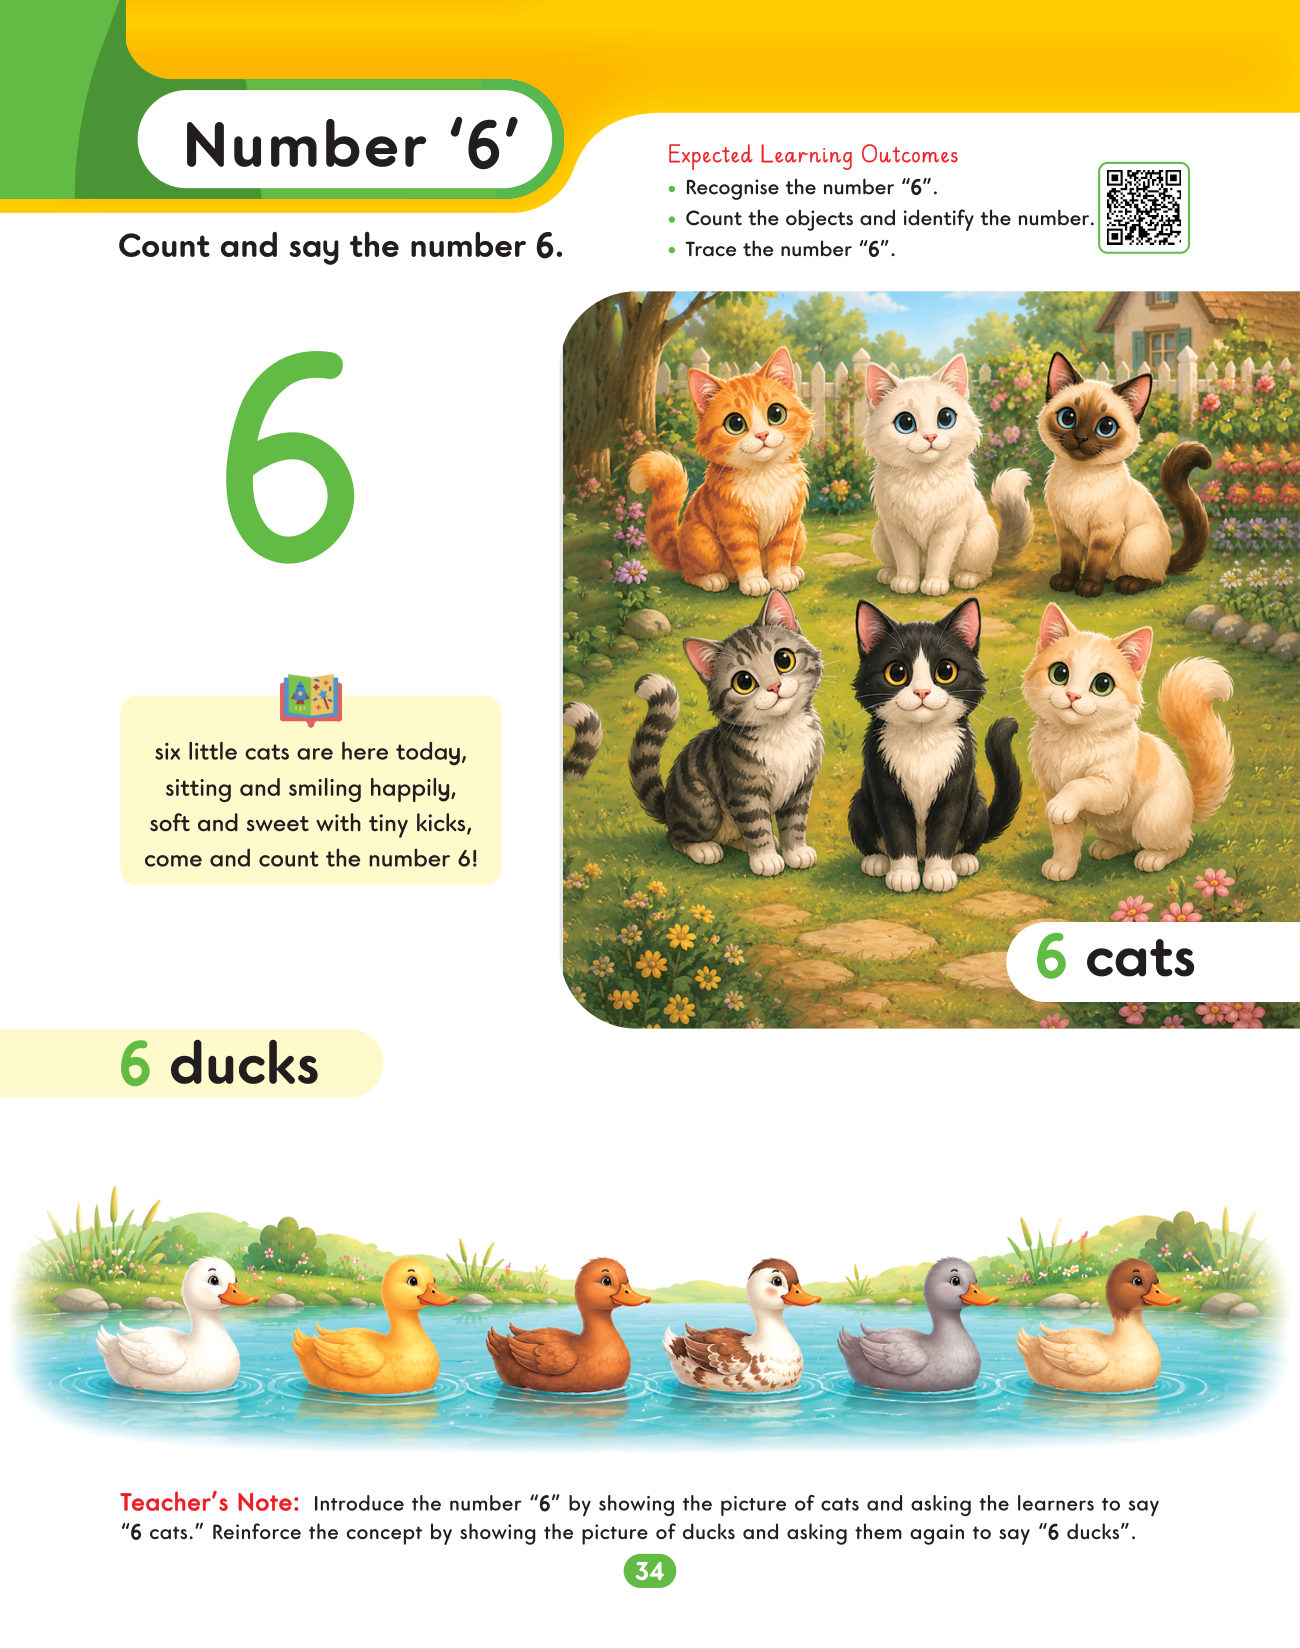 Number ‘6’
Expected Learning Outcomes
• Recognise the number “6”.
• Count the objects and identify the number.
• Trace the number “6”.
Count and say the number 6.
6
six little cats are here today,
sitting and smiling happily,
soft and sweet with tiny kicks,
come and count the number 6!
6 cats
6 ducks
Teacher’s Note: Introduce the number “6” by showing the picture of cats and asking the learners to say
“6 cats.” Reinforce the concept by showing the picture of ducks and asking them again to say “6 ducks”.
34